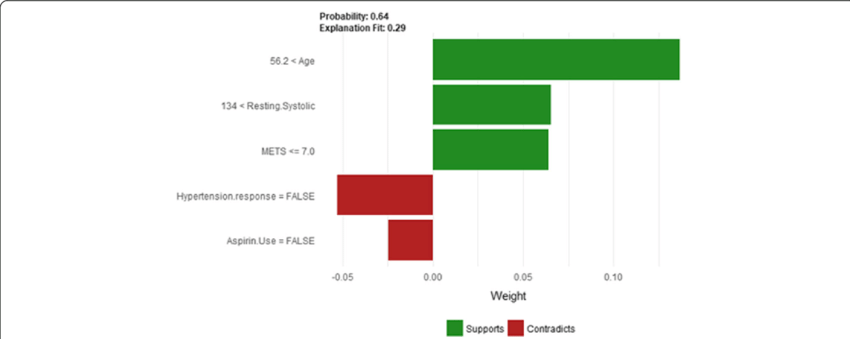 Probability: 0.64
Explanation Fit: 0.29
56.2 < Age
134 < Resting.Systolic
METS <= 7.0
Hypertension.response = FALSE
Aspirin.Use = FALSE
-0.05 0.00 0.05 0.10
Weight
Supports Contradicts